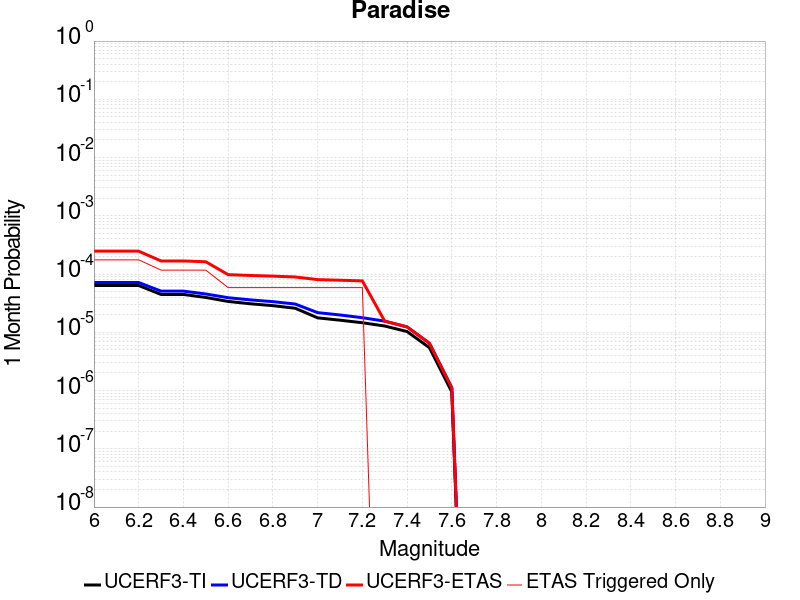 Paradise
10 0
10 -1
10 -2
10 -3
10 -4
10 -5
10 -6
10 -7
10 -8
1 Month Probability
6 6.2 6.4 6.6 6.8 7 7.2 7.4 7.6 7.8 8 8.2 8.4 8.6 8.8 9
Magnitude
UCERF3-TI UCERF3-TD UCERF3-ETAS ETAS Triggered Only